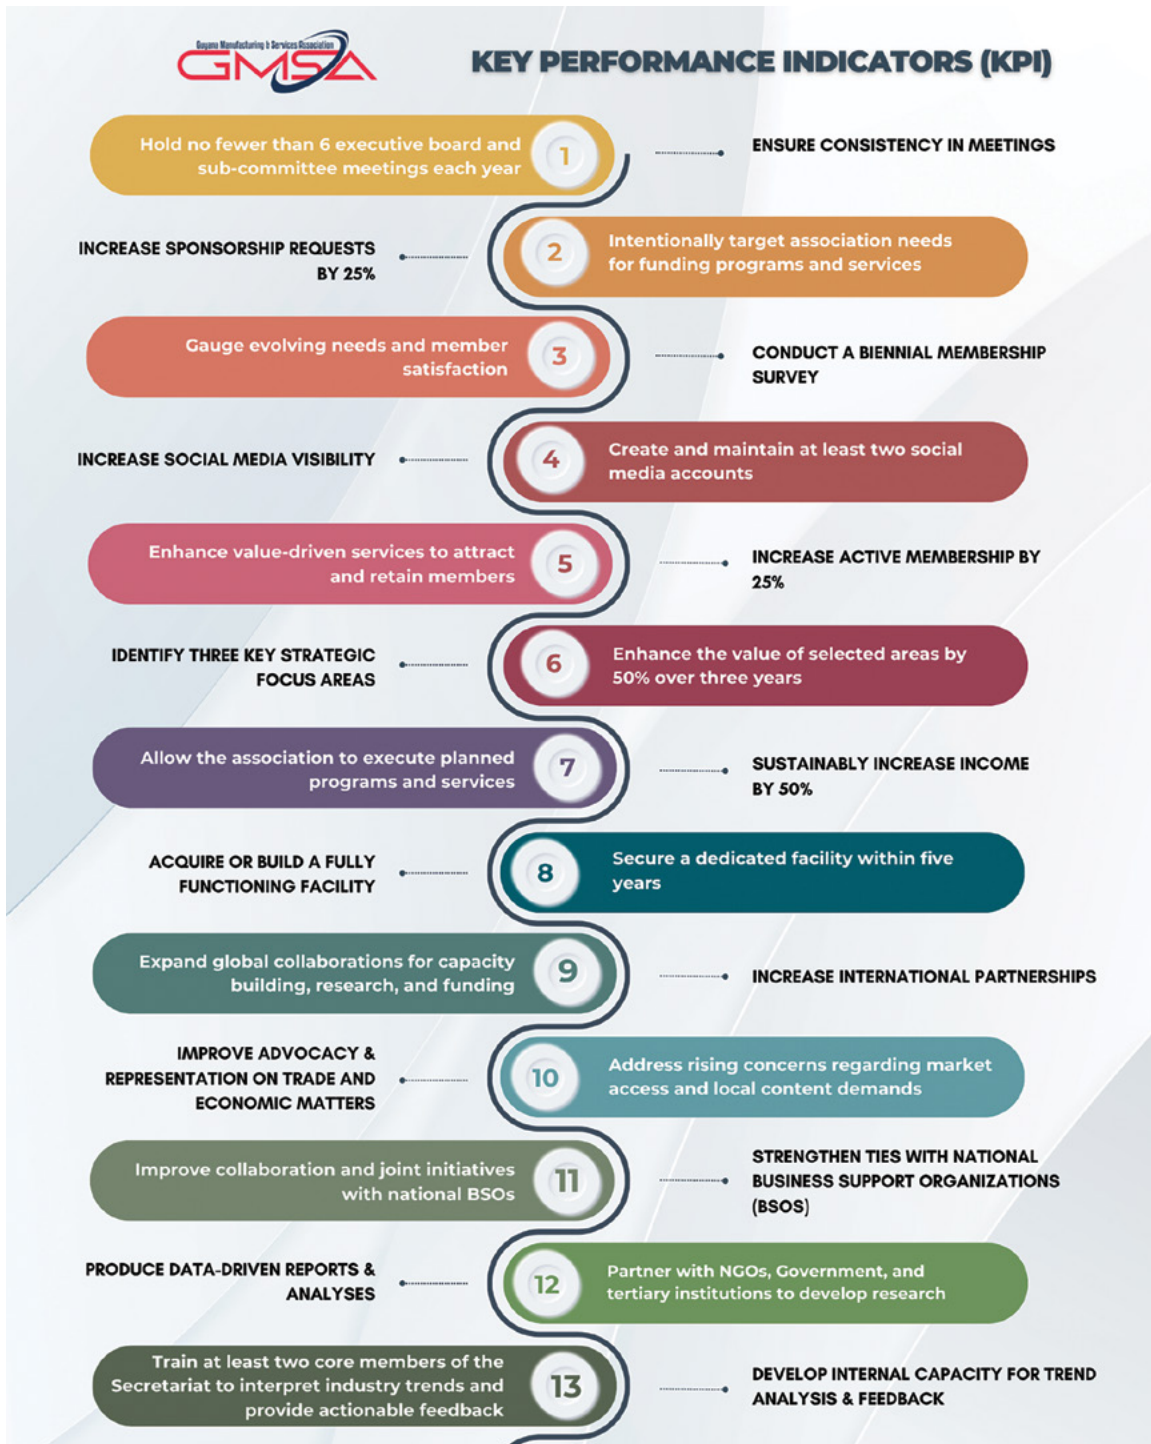 Guyana Manufacturing & Services Association
GMSA
KEY PERFORMANCE INDICATORS (KPI)
Hold no fewer than 6 executive board and
sub-committee meetings each year
1
ENSURE CONSISTENCY IN MEETINGS
INCREASE SPONSORSHIP REQUESTS
BY 25%
2
Intentionally target association needs
for funding programs and services
Gauge evolving needs and member
satisfaction
3
CONDUCT A BIENNIAL MEMBERSHIP
SURVEY
INCREASE SOCIAL MEDIA VISIBILITY
4
Create and maintain at least two social
media accounts
Enhance value-driven services to attract
and retain members
5
INCREASE ACTIVE MEMBERSHIP BY
25%
IDENTIFY THREE KEY STRATEGIC
FOCUS AREAS
6
Enhance the value of selected areas by
50% over three years
Allow the association to execute planned
programs and services
7
SUSTAINABLY INCREASE INCOME
BY 50%
ACQUIRE OR BUILD A FULLY
FUNCTIONING FACILITY
8
Secure a dedicated facility within five
years
Expand global collaborations for capacity
building, research, and funding
9
INCREASE INTERNATIONAL PARTNERSHIPS
IMPROVE ADVOCACY &
REPRESENTATION ON TRADE AND
ECONOMIC MATTERS
10
Address rising concerns regarding market
access and local content demands
Improve collaboration and joint initiatives
with national BSOs
11
STRENGTHEN TIES WITH NATIONAL
BUSINESS SUPPORT ORGANIZATIONS
(BSOS)
PRODUCE DATA-DRIVEN REPORTS &
ANALYSES
12
Partner with NGOs, Government, and
tertiary institutions to develop research
Train at least two core members of the
Secretariat to interpret industry trends and
provide actionable feedback
13
DEVELOP INTERNAL CAPACITY FOR TREND
ANALYSIS & FEEDBACK